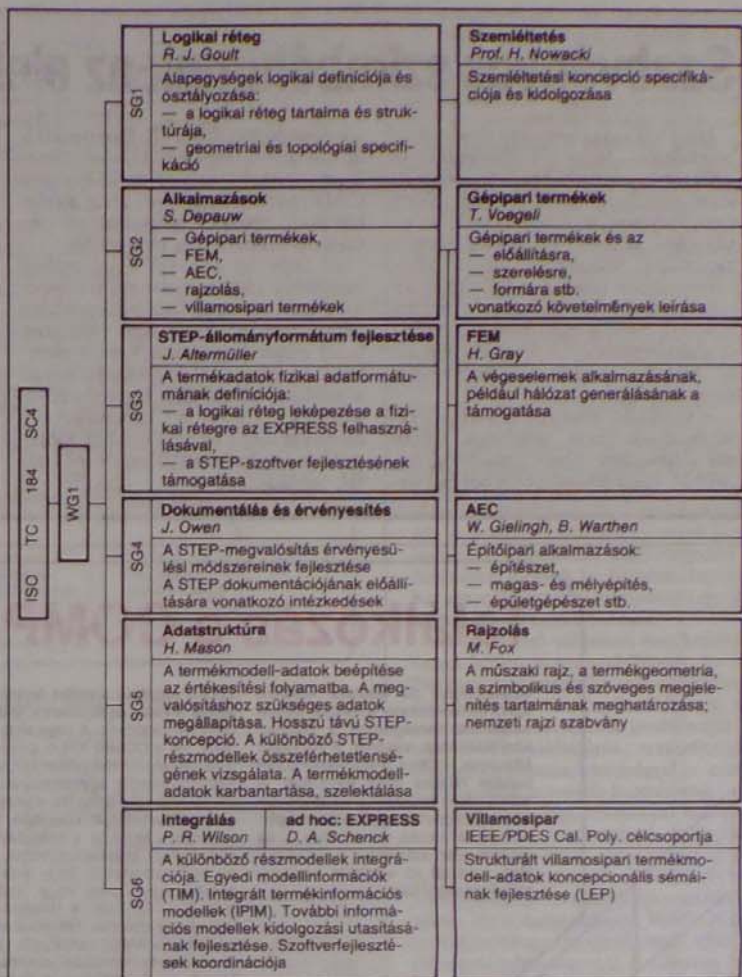 ISO TC 184 SC4
WG1
SG1
Logikai réteg
R. J. Goult
Alapegységek logikai definíciója és
osztályozása:
— a logikai réteg tartalma és struk-
túrája,
— geometriai és topológiai specifi-
káció
Szemléltetés
Prof. H. Nowacki
Szemléltetési koncepció specifiká-
ciója és kidolgozása
SG2
Alkalmazások
S. Depauw
— Gépipari termékek,
— FEM,
— AEC,
— rajzolás,
— villamosipari termékek
Gépipari termékek
T. Voegeli
Gépipari termékek és az
— előállításra,
— szerelésre,
— formára stb.
vonatkozó követelmények leírása
SG3
STEP-állományformátum fejlesztése
J. Altermüller
A termékadatok fizikai adatformátu-
mának definíciója:
— a logikai réteg leképezése a fizi-
kai rétegre az EXPRESS felhaszná-
lásával,
— a STEP-szoftver fejlesztésének
támogatása
FEM
H. Gray
A végeselemek alkalmazásának,
például hálózat generálásának a
támogatása
SG4
Dokumentálás és érvényesítés
J. Owen
A STEP-megvalósítás érvényesü-
lési módszereinek fejlesztése
A STEP dokumentációjának előállí-
tására vonatkozó intézkedések
AEC
W. Gielingh, B. Warthen
Építőipari alkalmazások:
— építészet,
— magas- és mélyépítés,
— épületgépészet stb.
SG5
Adatstruktúra
H. Mason
A termékmodell-adatok beépítése
az értékesítési folyamatba. A meg-
valósításhoz szükséges adatok
megállapítása. Hosszú távú STEP-
koncepció. A különböző STEP-
részmodellek összeférhetetlensé-
gének vizsgálata. A termékmodell-
adatok karbantartása, szelektálása
Rajzolás
M. Fox
A műszaki rajz, a termékgeometria,
a szimbolikus és szöveges megjele-
nítés tartalmának meghatározása;
nemzeti rajzi szabvány
SG6
Integrálás
P. R. Wilson
ad hoc: EXPRESS
D. A. Schenck
A különböző részmodellek integrá-
ciója. Egyedi modellinformációk
(TIM). Integrált termékinformációs
modellek (IPIM). További informá-
ciós modellek kidolgozási utasításá-
nak fejlesztése. Szoftverfejleszté-
sek koordinációja
Villamosipar
IEEE/PDES Cal. Poly. célcsoportja
Strukturált villamosipari termékmo-
dell-adatok koncepcionális sémái-
nak fejlesztése (LEP)